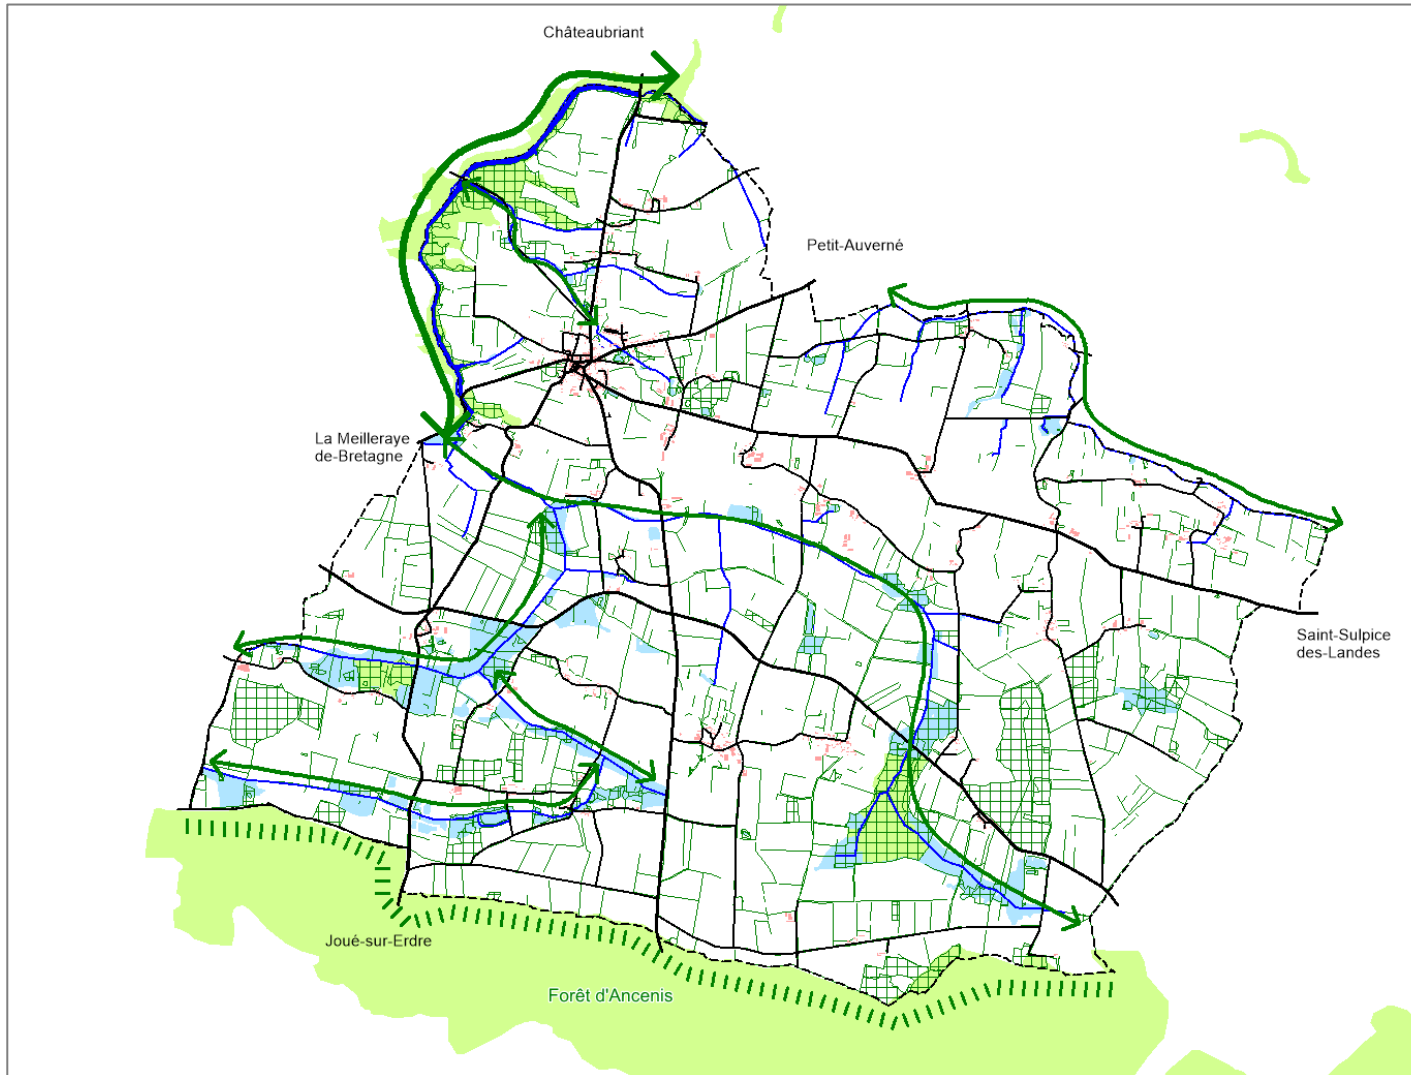 Châteaubriant
Petit-Auverné
La Meilleraye
de-Bretagne
Saint-Sulpice
des-Landes
Joué-sur-Erdre
Forêt d'Ancenis